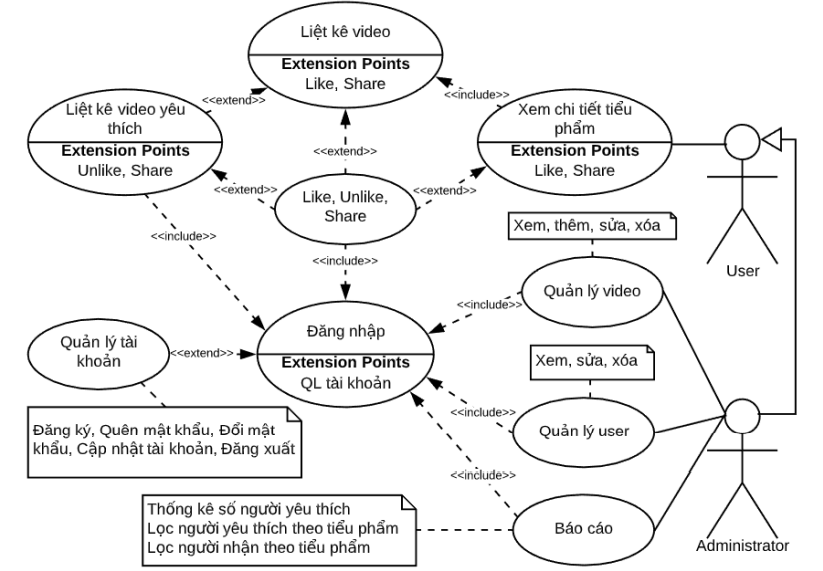 Liệt kê video
Extension Points
Like, Share
<<extend>>
<<include>>
Liệt kê video yêu
thích
Extension Points
Unlike, Share
Xem chi tiết tiểu
phẩm
Extension Points
Like, Share
<<extend>>
<<extend>>
<<extend>>
Like, Unlike,
Share
User
<<include>>
<<include>>
Xem, thêm, sửa, xóa
Quản lý video
<<include>>
Đăng nhập
Extension Points
QL tài khoản
Quản lý tài
khoản
<<extend>>
Xem, sửa, xóa
Quản lý user
<<include>>
Đăng ký, Quên mật khẩu, Đổi mật
khẩu, Cập nhật tài khoản, Đăng xuất
<<include>>
Thống kê số người yêu thích
Lọc người yêu thích theo tiểu phẩm
Lọc người nhận theo tiểu phẩm
Báo cáo
Administrator